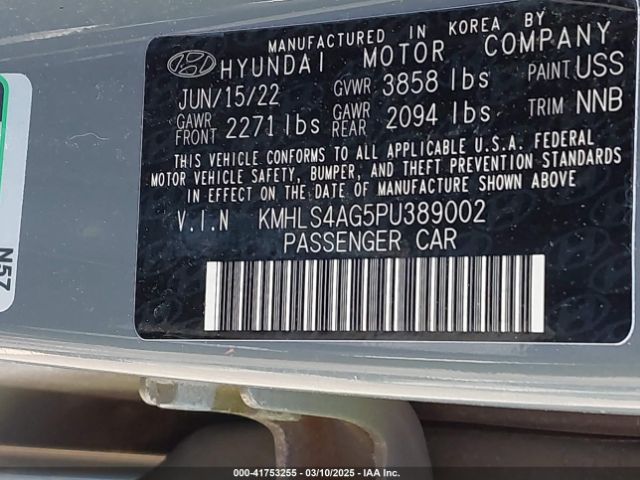 MANUFACTURED IN KOREA BY
HYUNDAI MOTOR COMPANY
JUN/15/22 GVWR 3858 lbs PAINT USS
GAWR FRONT 2271 lbs GAWR REAR 2094 lbs TRIM NNB
THIS VEHICLE CONFORMS TO ALL APPLICABLE U.S.A. FEDERAL
MOTOR VEHICLE SAFETY, BUMPER, AND THEFT PREVENTION STANDARDS
IN EFFECT ON THE DATE OF MANUFACTURE SHOWN ABOVE
V.I.N KMHLS4AG5PU389002
PASSENGER CAR
N57
000-41753255 - 03/10/2025 - IAA Inc.